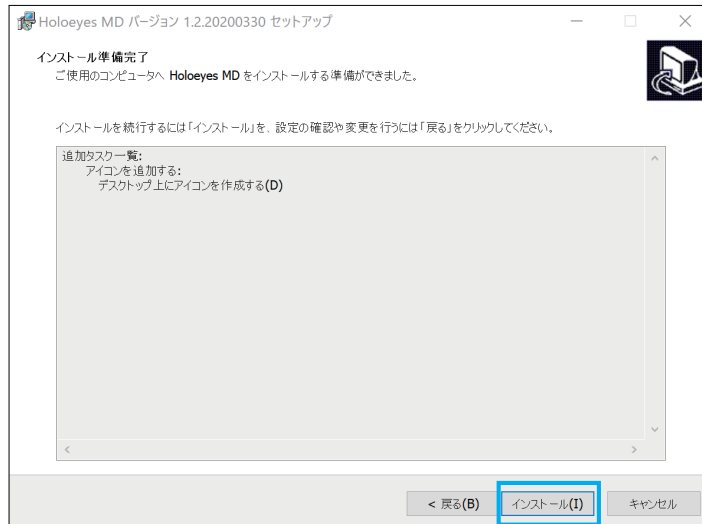 Holoeyes MD バージョン 1.2.20200330 セットアップ
インストール準備完了
ご使用のコンピュータへ Holoeyes MD をインストールする準備ができました。
インストールを続行するには「インストール」を、設定の確認や変更を行うには「戻る」をクリックしてください。
追加タスク一覧:
アイコンを追加する:
デスクトップ上にアイコンを作成する(D)
< 戻る(B) インストール(I) キャンセル